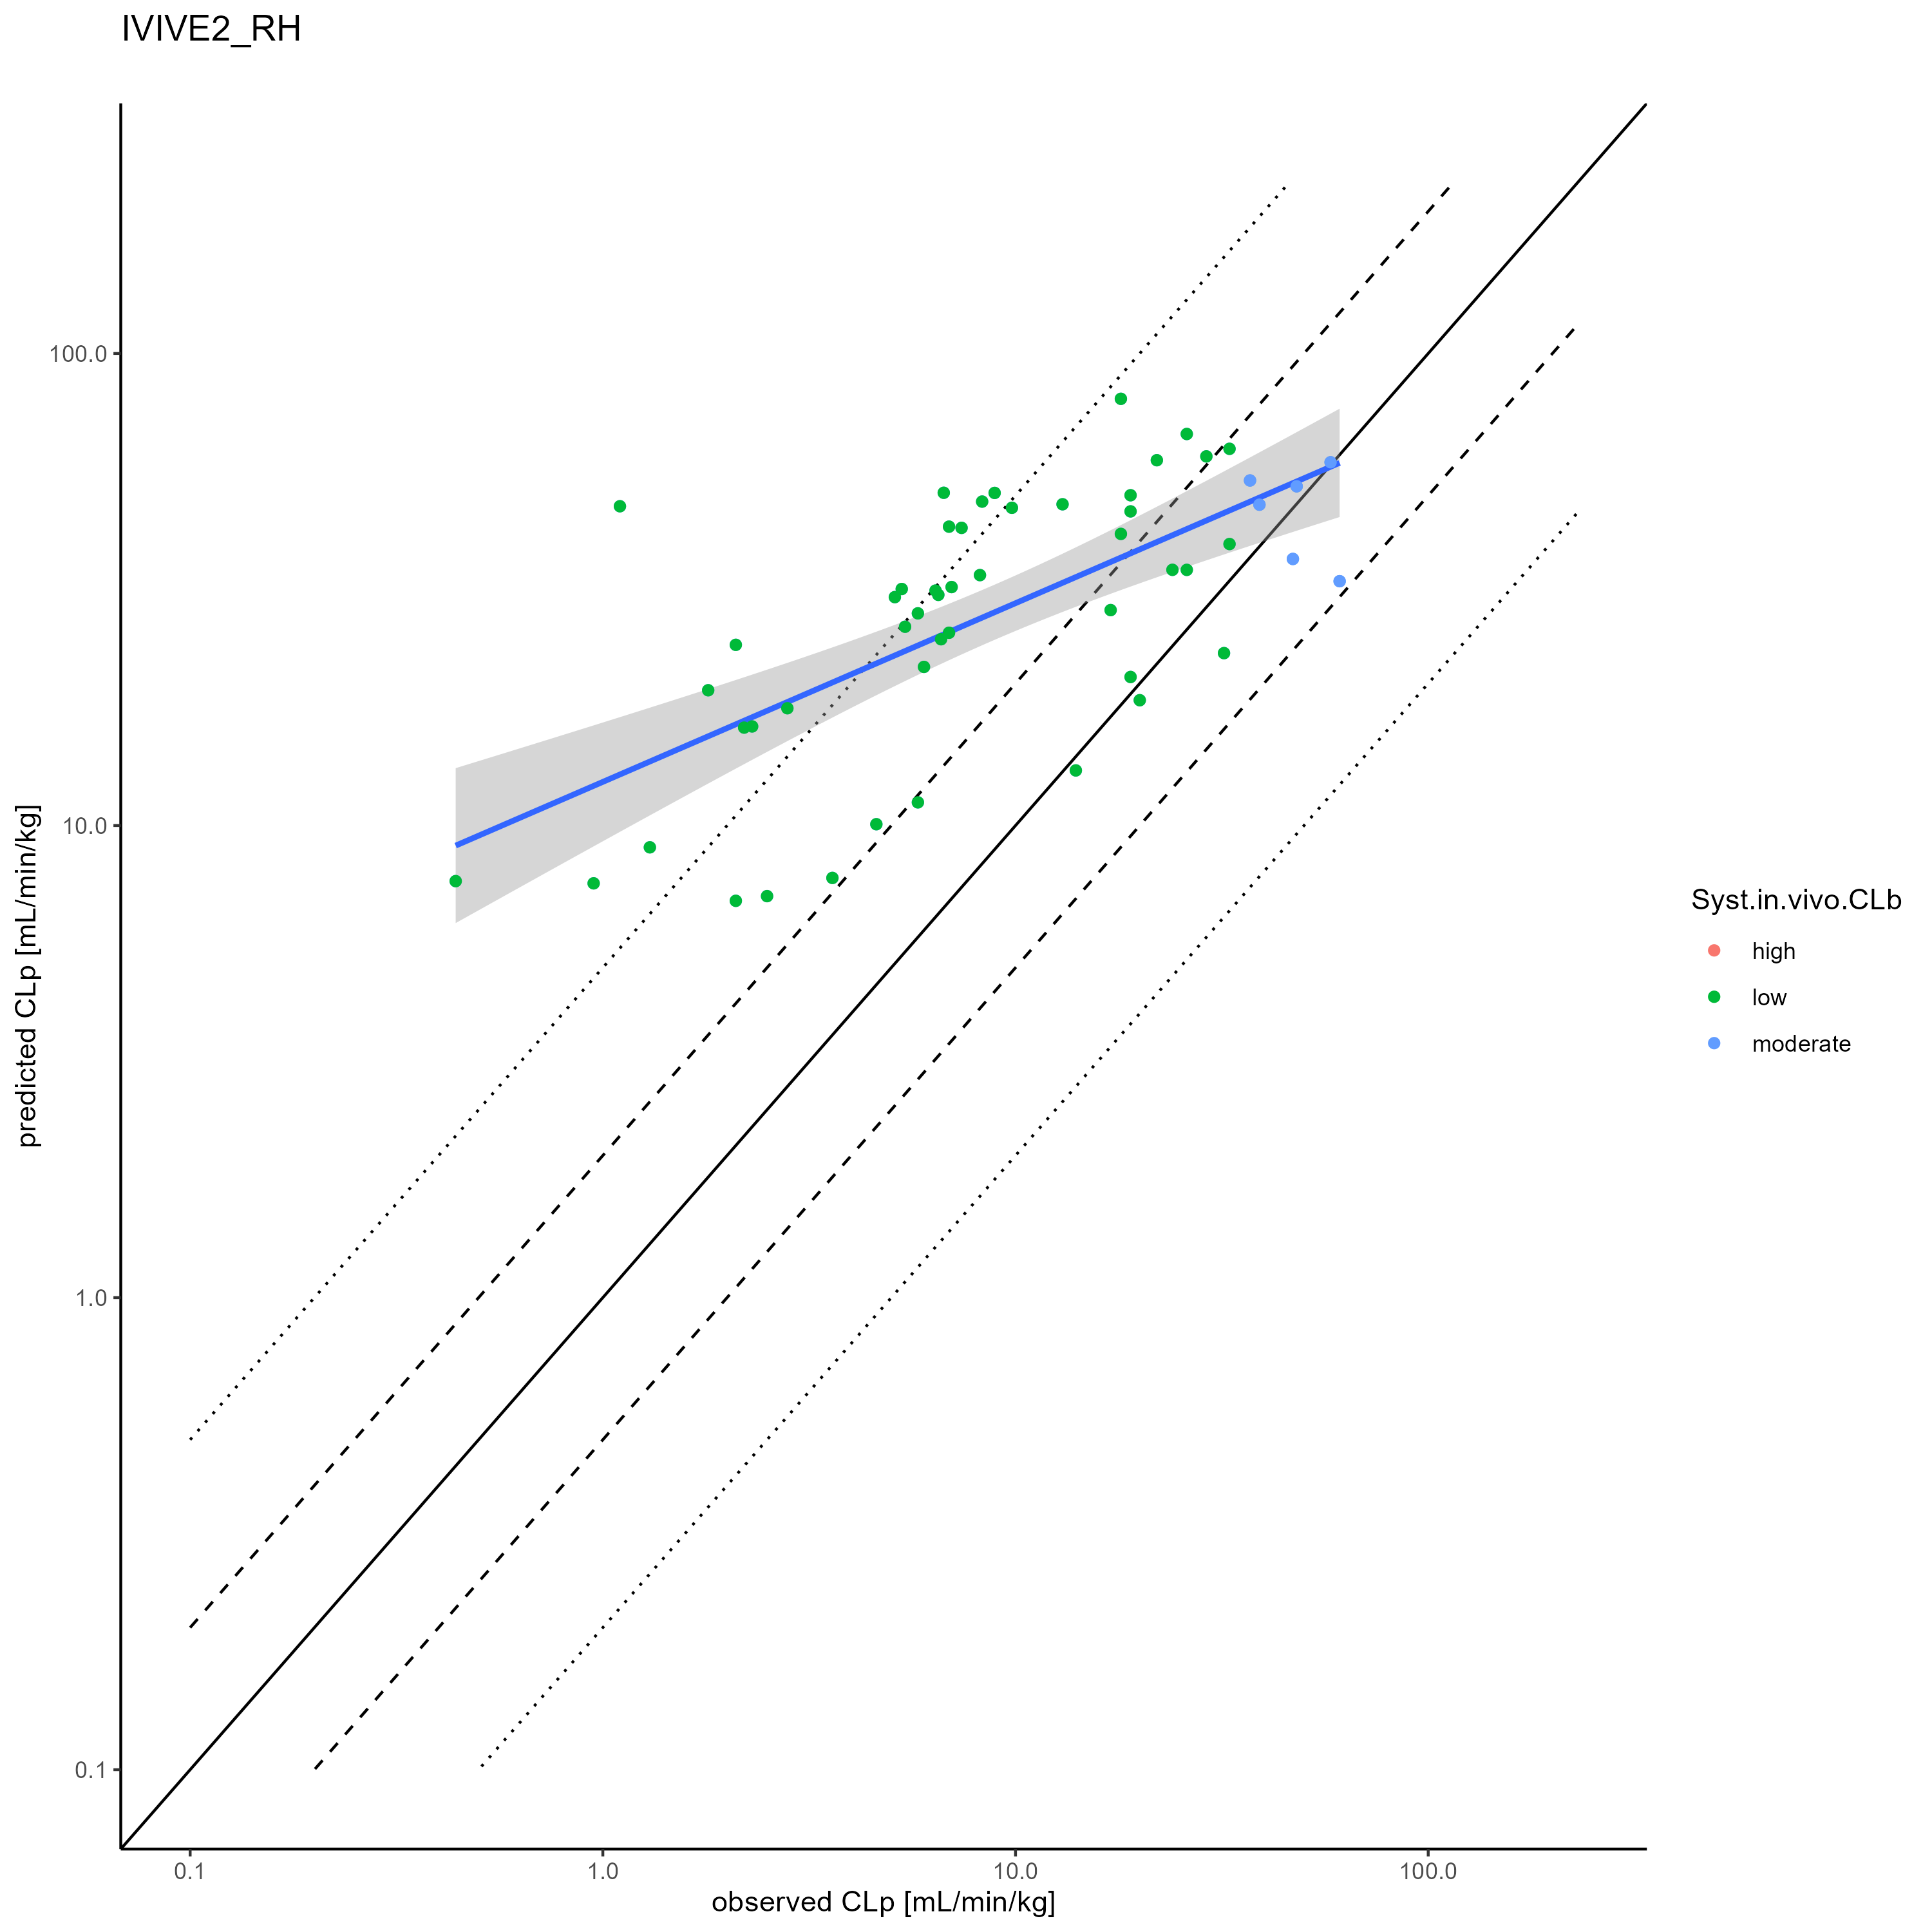 IVIVE2_RH
predicted CLp [mL/min/kg]
100.0
10.0
1.0
0.1
0.1 1.0 10.0 100.0
observed CLp [mL/min/kg]
Syst.in.vivo.CLb
high
low
moderate